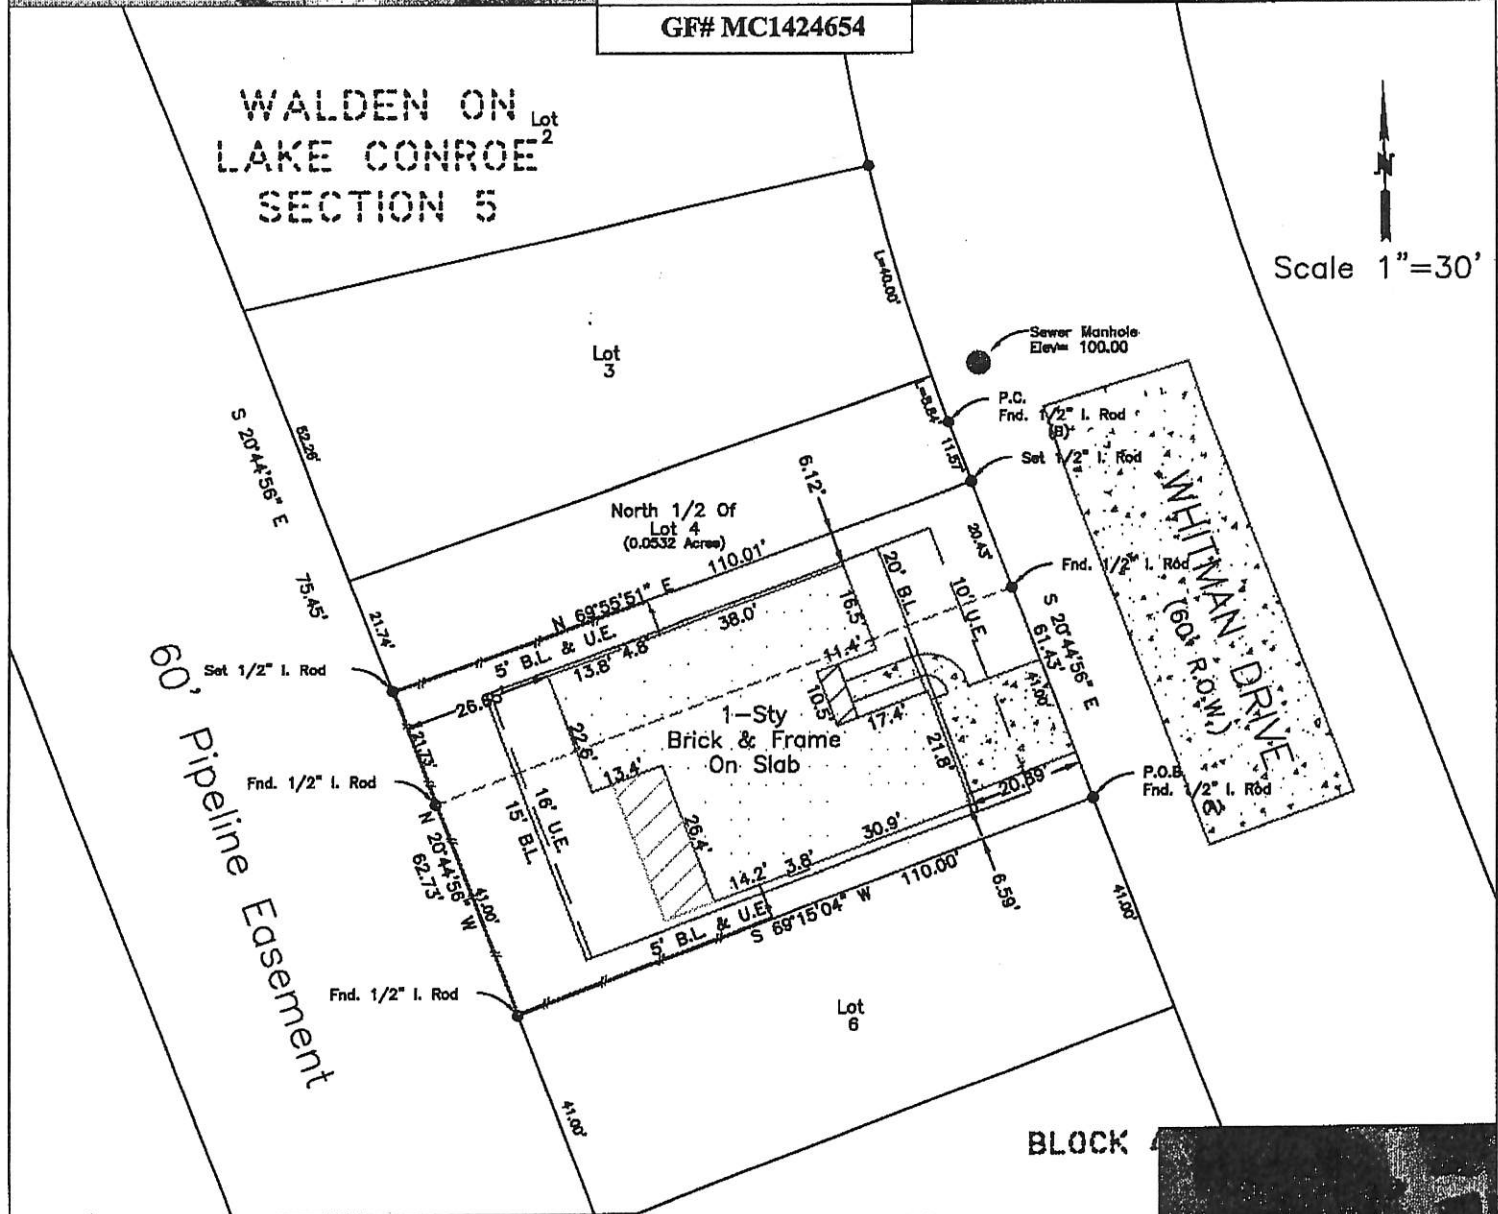 GF# MC1424654
WALDEN ON
LAKE CONROE
SECTION 5
Lot
2
N
Scale 1"=30'
L=40.00'
Sewer Manhole
Elev= 100.00
Lot
3
P.C.
Fnd. 1/2" I. Rod
(B)
L=8.84'
11.57'
Set 1/2" I. Rod
S 20°44'56" E
52.26'
75.45'
21.74'
6.12'
North 1/2 Of
Lot 4
(0.0532 Acres)
N 69°55'51" E
110.01'
20.43'
Fnd. 1/2" I. Rod
WHITMAN DRIVE
(60' R.O.W.)
20' B.L.
10' U.E.
S 20°44'56" E
61.43'
41.00'
16.5'
38.0'
5' B.L. & U.E.
13.8'
4.8'
11.4'
10.5'
17.4'
Set 1/2" I. Rod
60' Pipeline Easement
21.73'
22.6'
1-Sty
Brick & Frame
On Slab
21.8'
Fnd. 1/2" I. Rod
13.4'
P.O.B
Fnd. 1/2" I. Rod
16' U.E.
15' B.L.
26.4'
30.9'
N 20°44'56" W
62.73'
41.00'
14.2'
3.8'
110.00'
6.59'
5' B.L. & U.E.
S 69°15'04" W
41.00'
Fnd. 1/2" I. Rod
Lot
6
41.00'
BLOCK